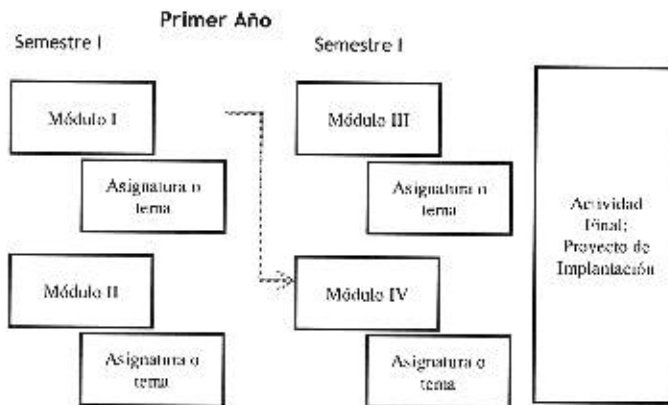 Primer Año
Semestre I
Semestre I
Módulo I
Asignatura o
tema
Módulo II
Asignatura o
tema
Módulo III
Asignatura o
tema
Módulo IV
Asignatura o
tema
Actividad
Final:
Proyecto de
Implantación